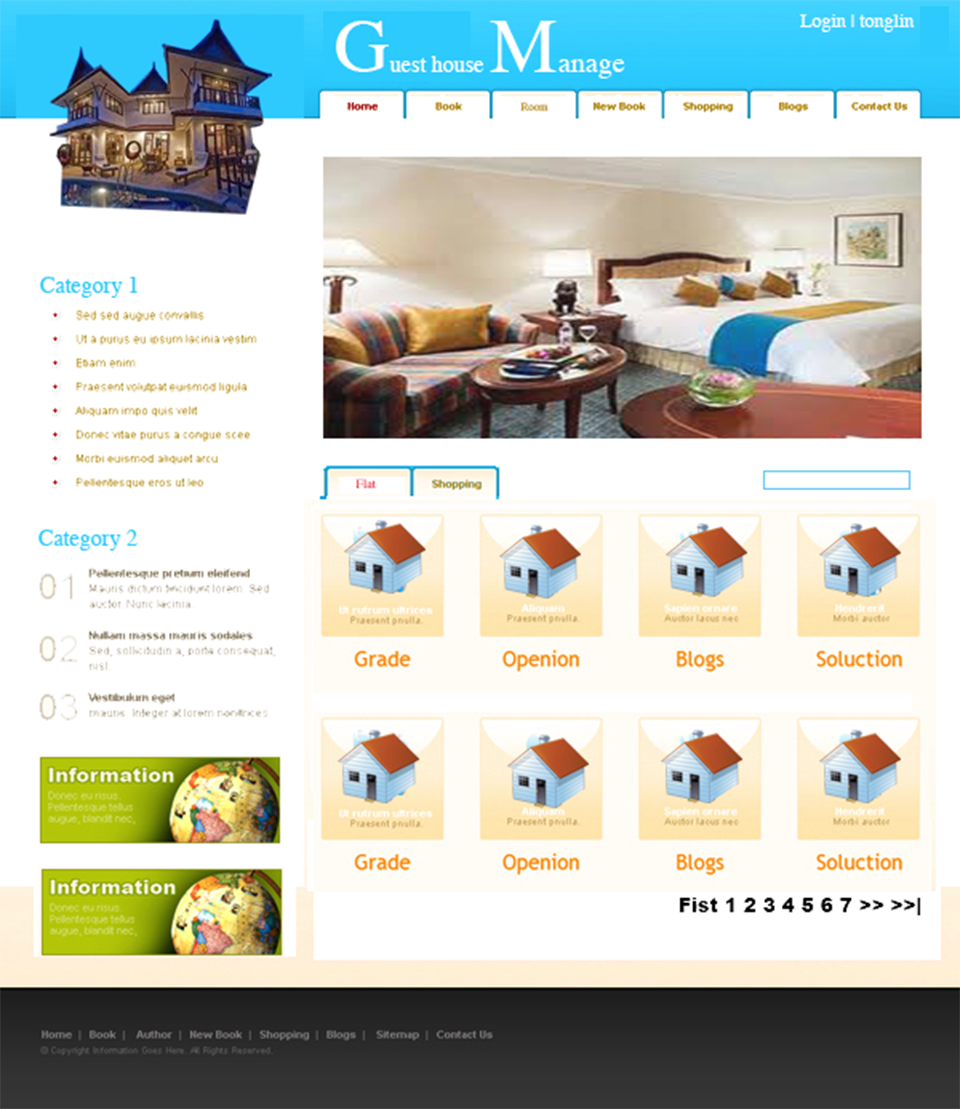 Login | tonglin
Guest house Manage
Home Book Room New Book Shopping Blogs Contact Us
Category 1
Sed sed augue convallis
Ut a purus eu ipsum lacinia vestim
Etiam enim
Praesent volutpat euismod ligula
Aliquam impo quis velit
Donec vitae purus a congue scee
Morbi euismod aliquet arcu
Pellentesque eros ut leo
Category 2
01
Pellentesque pretium eleifend
Mauris dictum tincidunt lorem. Sed
auctor. Nunc lacinia.
02
Nullam massa mauris sodales
Sed, sollicitudin a, porta consequat,
nisl.
03
Vestibulum eget
mauris. Integer at lorem
Information
Donec eu risus.
Pellentesque tellus
augue, blandit nec,
Information
Donec eu risus.
Pellentesque tellus
augue, blandit nec,
Flat Shopping
Ut rutrum ultrices Aliquam Sapien ornare Hendrerit
Praesent pnulla. Praesent pnulla. Auctor lacus nec Morbi auctor
Grade Openion Blogs Soluction
Ut rutrum ultrices Aliquam Sapien ornare Hendrerit
Praesent pnulla. Praesent pnulla. Auctor lacus nec Morbi auctor
Grade Openion Blogs Soluction
Fist 1 2 3 4 5 6 7 >> >>|
Home | Book | Author | New Book | Shopping | Blogs | Sitemap | Contact Us
© Copyright Information Goes Here. All Rights Reserved.